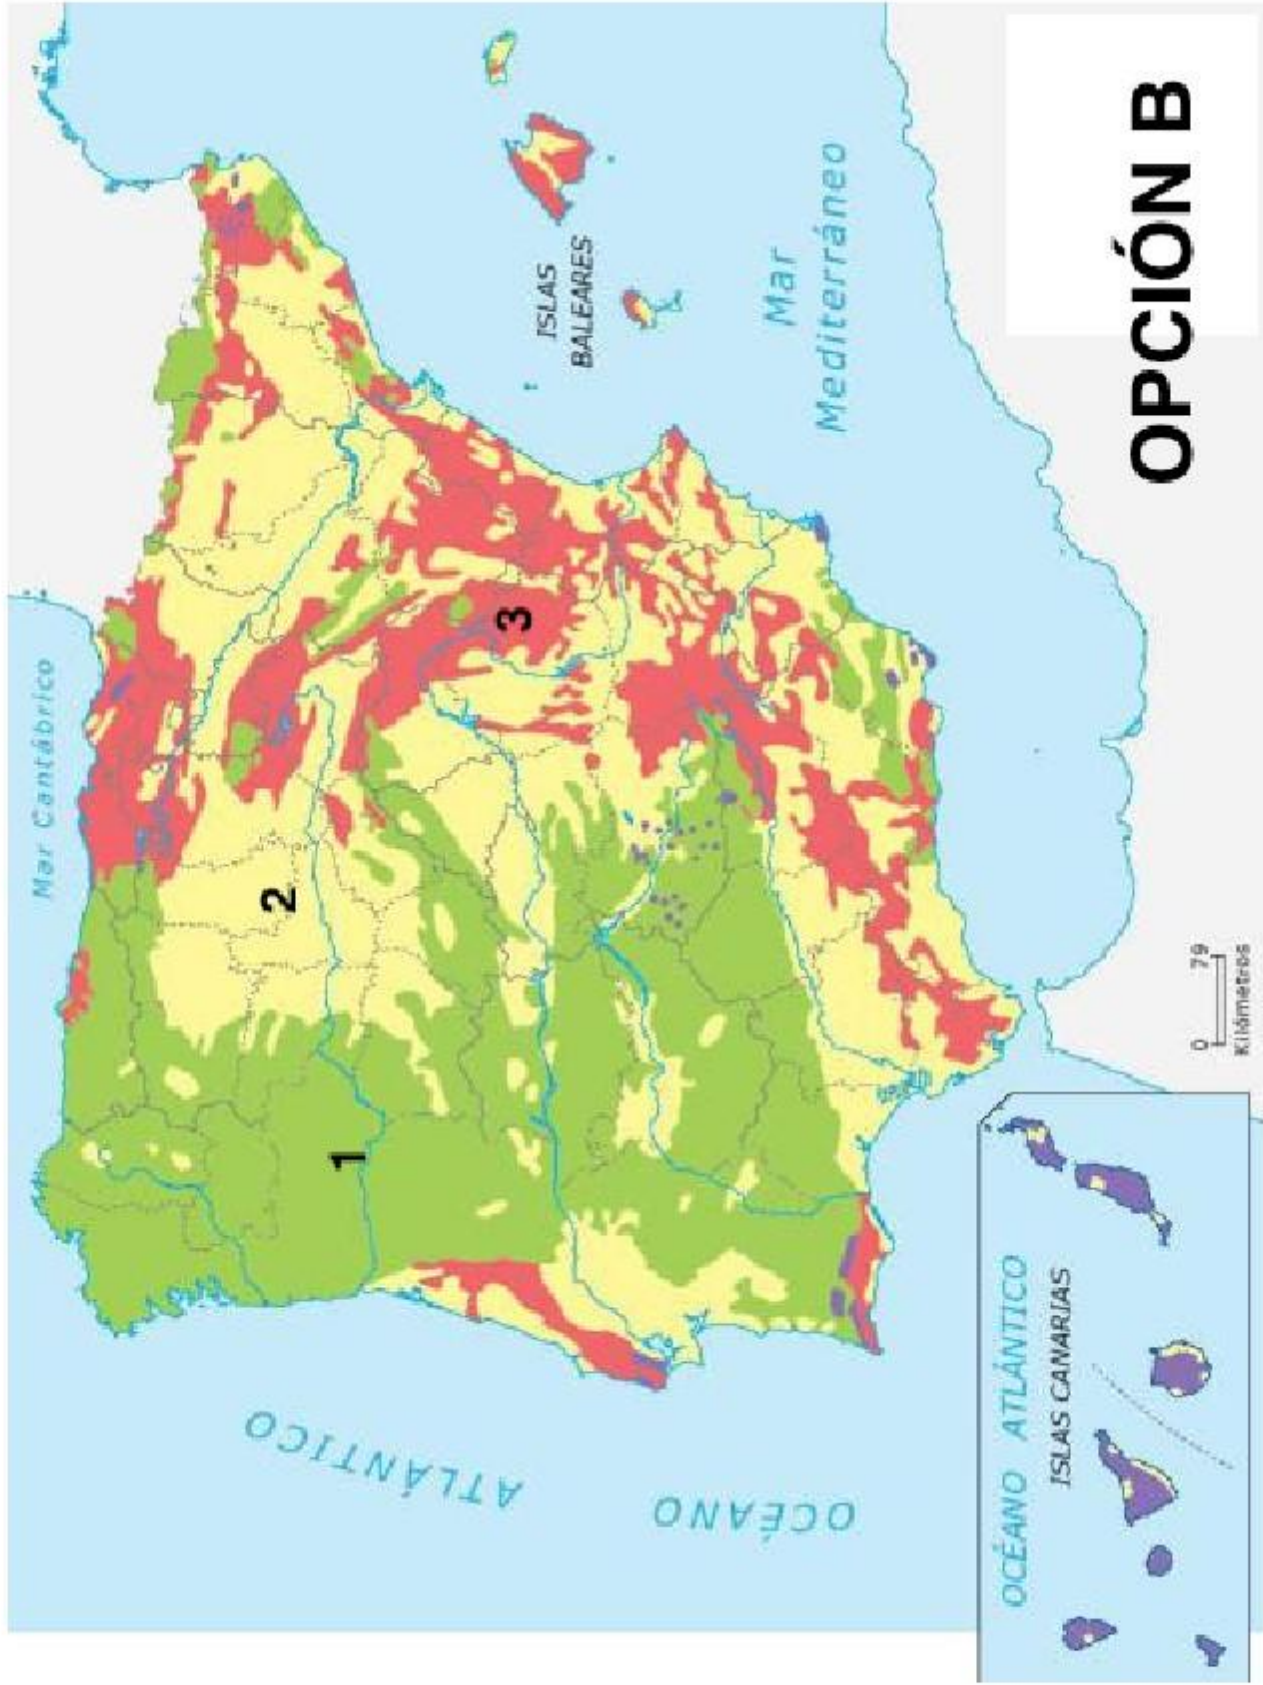 Mar Cantábrico
OCÉANO
ATLÁNTICO
1
2
3
ISLAS
BALEARES
Mar
Mediterráneo
OCÉANO ATLÁNTICO
ISLAS CANARIAS
0 79
Kilómetros
OPCIÓN B